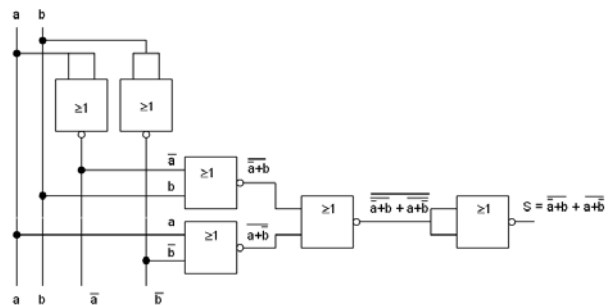 a b
≥1 ≥1
a̅
≥1
a̅+b̅
b
a
≥1
a̅+b̅
b̅
≥1
a̅+b̅ + a̅+b̅
≥1
S = a̅+b̅ + a̅+b̅
a b a̅ b̅